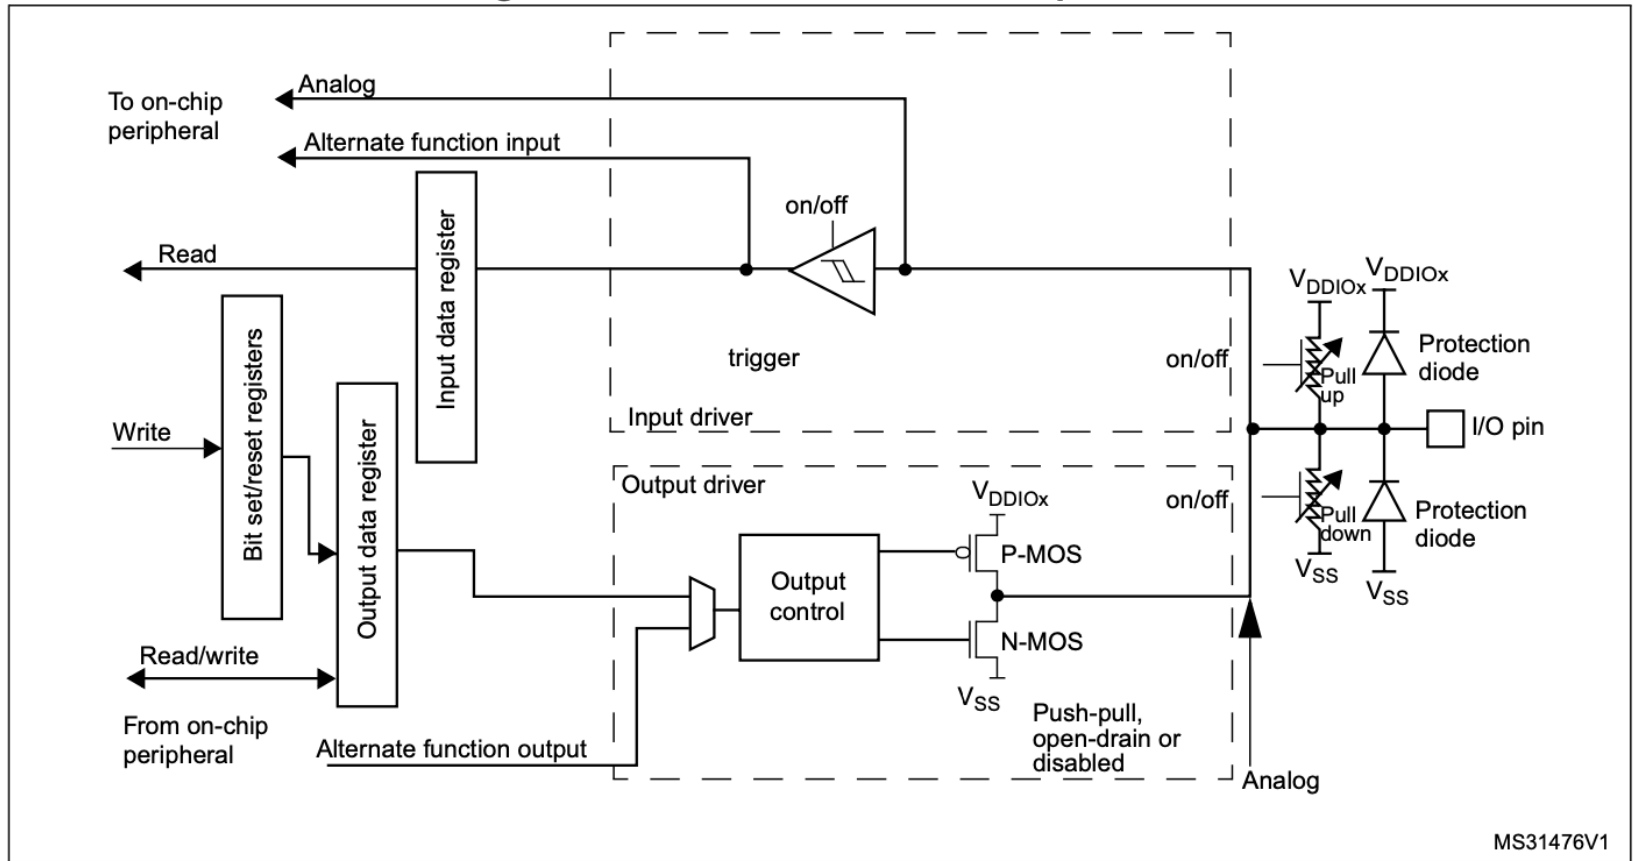 Analog
To on-chip
peripheral
Alternate function input
on/off
Read
Input data register
VDDIOx
VDDIOx
trigger
on/off
Pull
up
Protection
diode
Input driver
Bit set/reset registers
Write
Output data register
I/O pin
Output driver
VDDIOx
on/off
Pull
down
Protection
diode
VSS
VSS
P-MOS
Output
control
N-MOS
VSS
Read/write
From on-chip
peripheral
Alternate function output
Push-pull,
open-drain or
disabled
Analog
MS31476V1